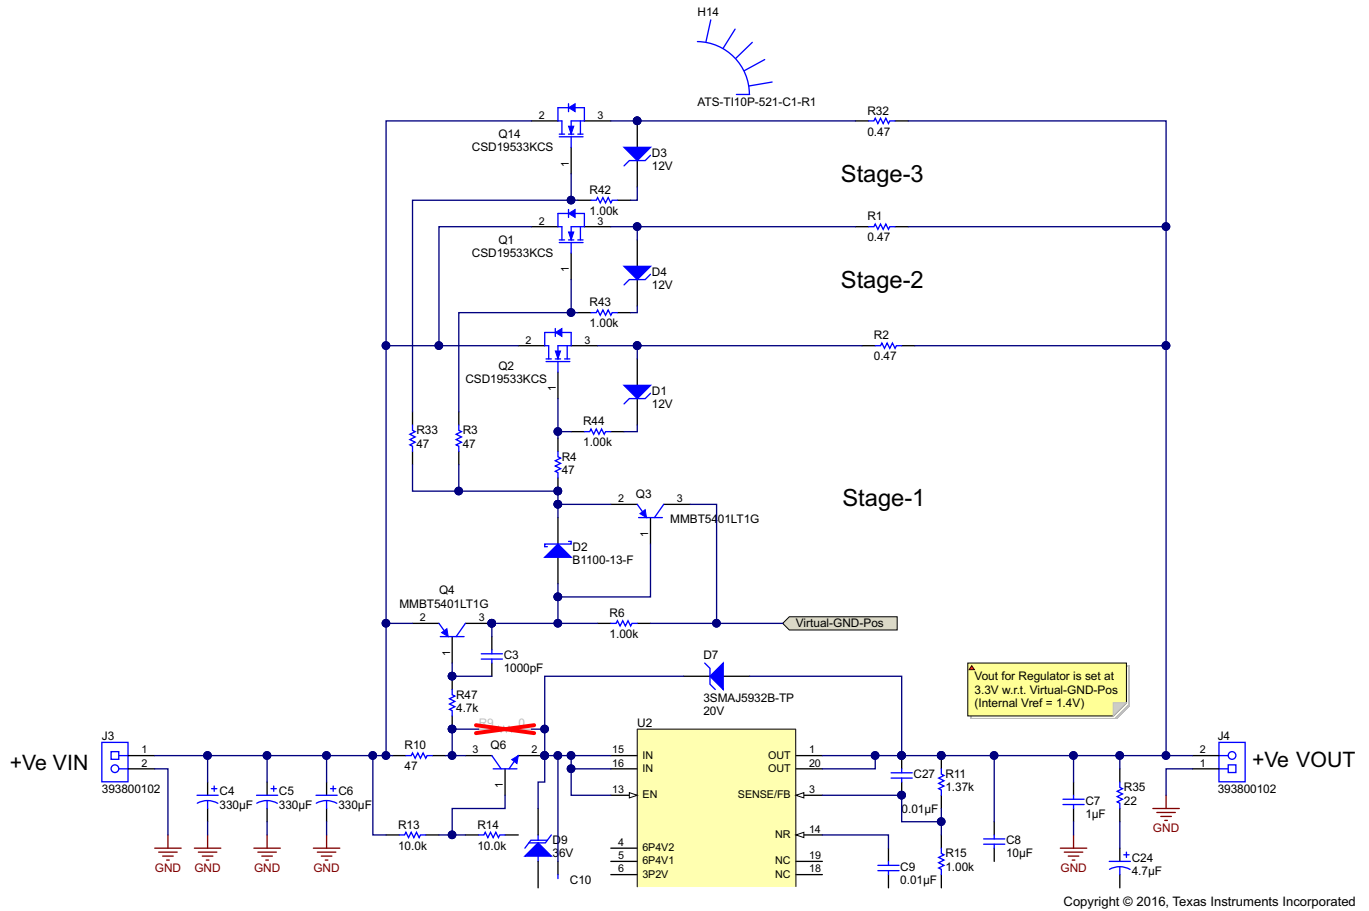 H14
ATS-TI10P-521-C1-R1
2
3
R32
0.47
Q14
CSD19533KCS
1
D3
12V
Stage-3
R42
1.00k
2
3
R1
0.47
Q1
CSD19533KCS
1
D4
12V
Stage-2
R43
1.00k
2
3
R2
0.47
Q2
CSD19533KCS
1
D1
12V
R44
1.00k
R33
47
R3
47
R4
47
Q3
2
3
MMBT5401LT1G
1
Stage-1
D2
B1100-13-F
Q4
MMBT5401LT1G
2
3
1
R6
1.00k
Virtual-GND-Pos
C3
1000pF
D7
3SMAJ5932B-TP
20V
Vout for Regulator is set at
3.3V w.r.t. Virtual-GND-Pos
(Internal Vref = 1.4V)
R47
4.7k
R9
0
U2
J3
+Ve VIN
1
2
393800102
R10
47
3
Q6
2
1
15
IN
16
IN
13
EN
OUT
1
OUT
20
SENSE/FB
3
NR
14
NC
19
NC
18
4
6P4V2
5
6P4V1
6
3P2V
C4
330µF
C5
330µF
C6
330µF
R13
10.0k
R14
10.0k
D9
36V
C10
C27
0.01µF
R11
1.37k
C9
0.01µF
R15
1.00k
C8
10µF
C7
1µF
R35
22
C24
4.7µF
J4
2
1
+Ve VOUT
393800102
GND
GND
GND
GND
GND
GND
Copyright © 2016, Texas Instruments Incorporated